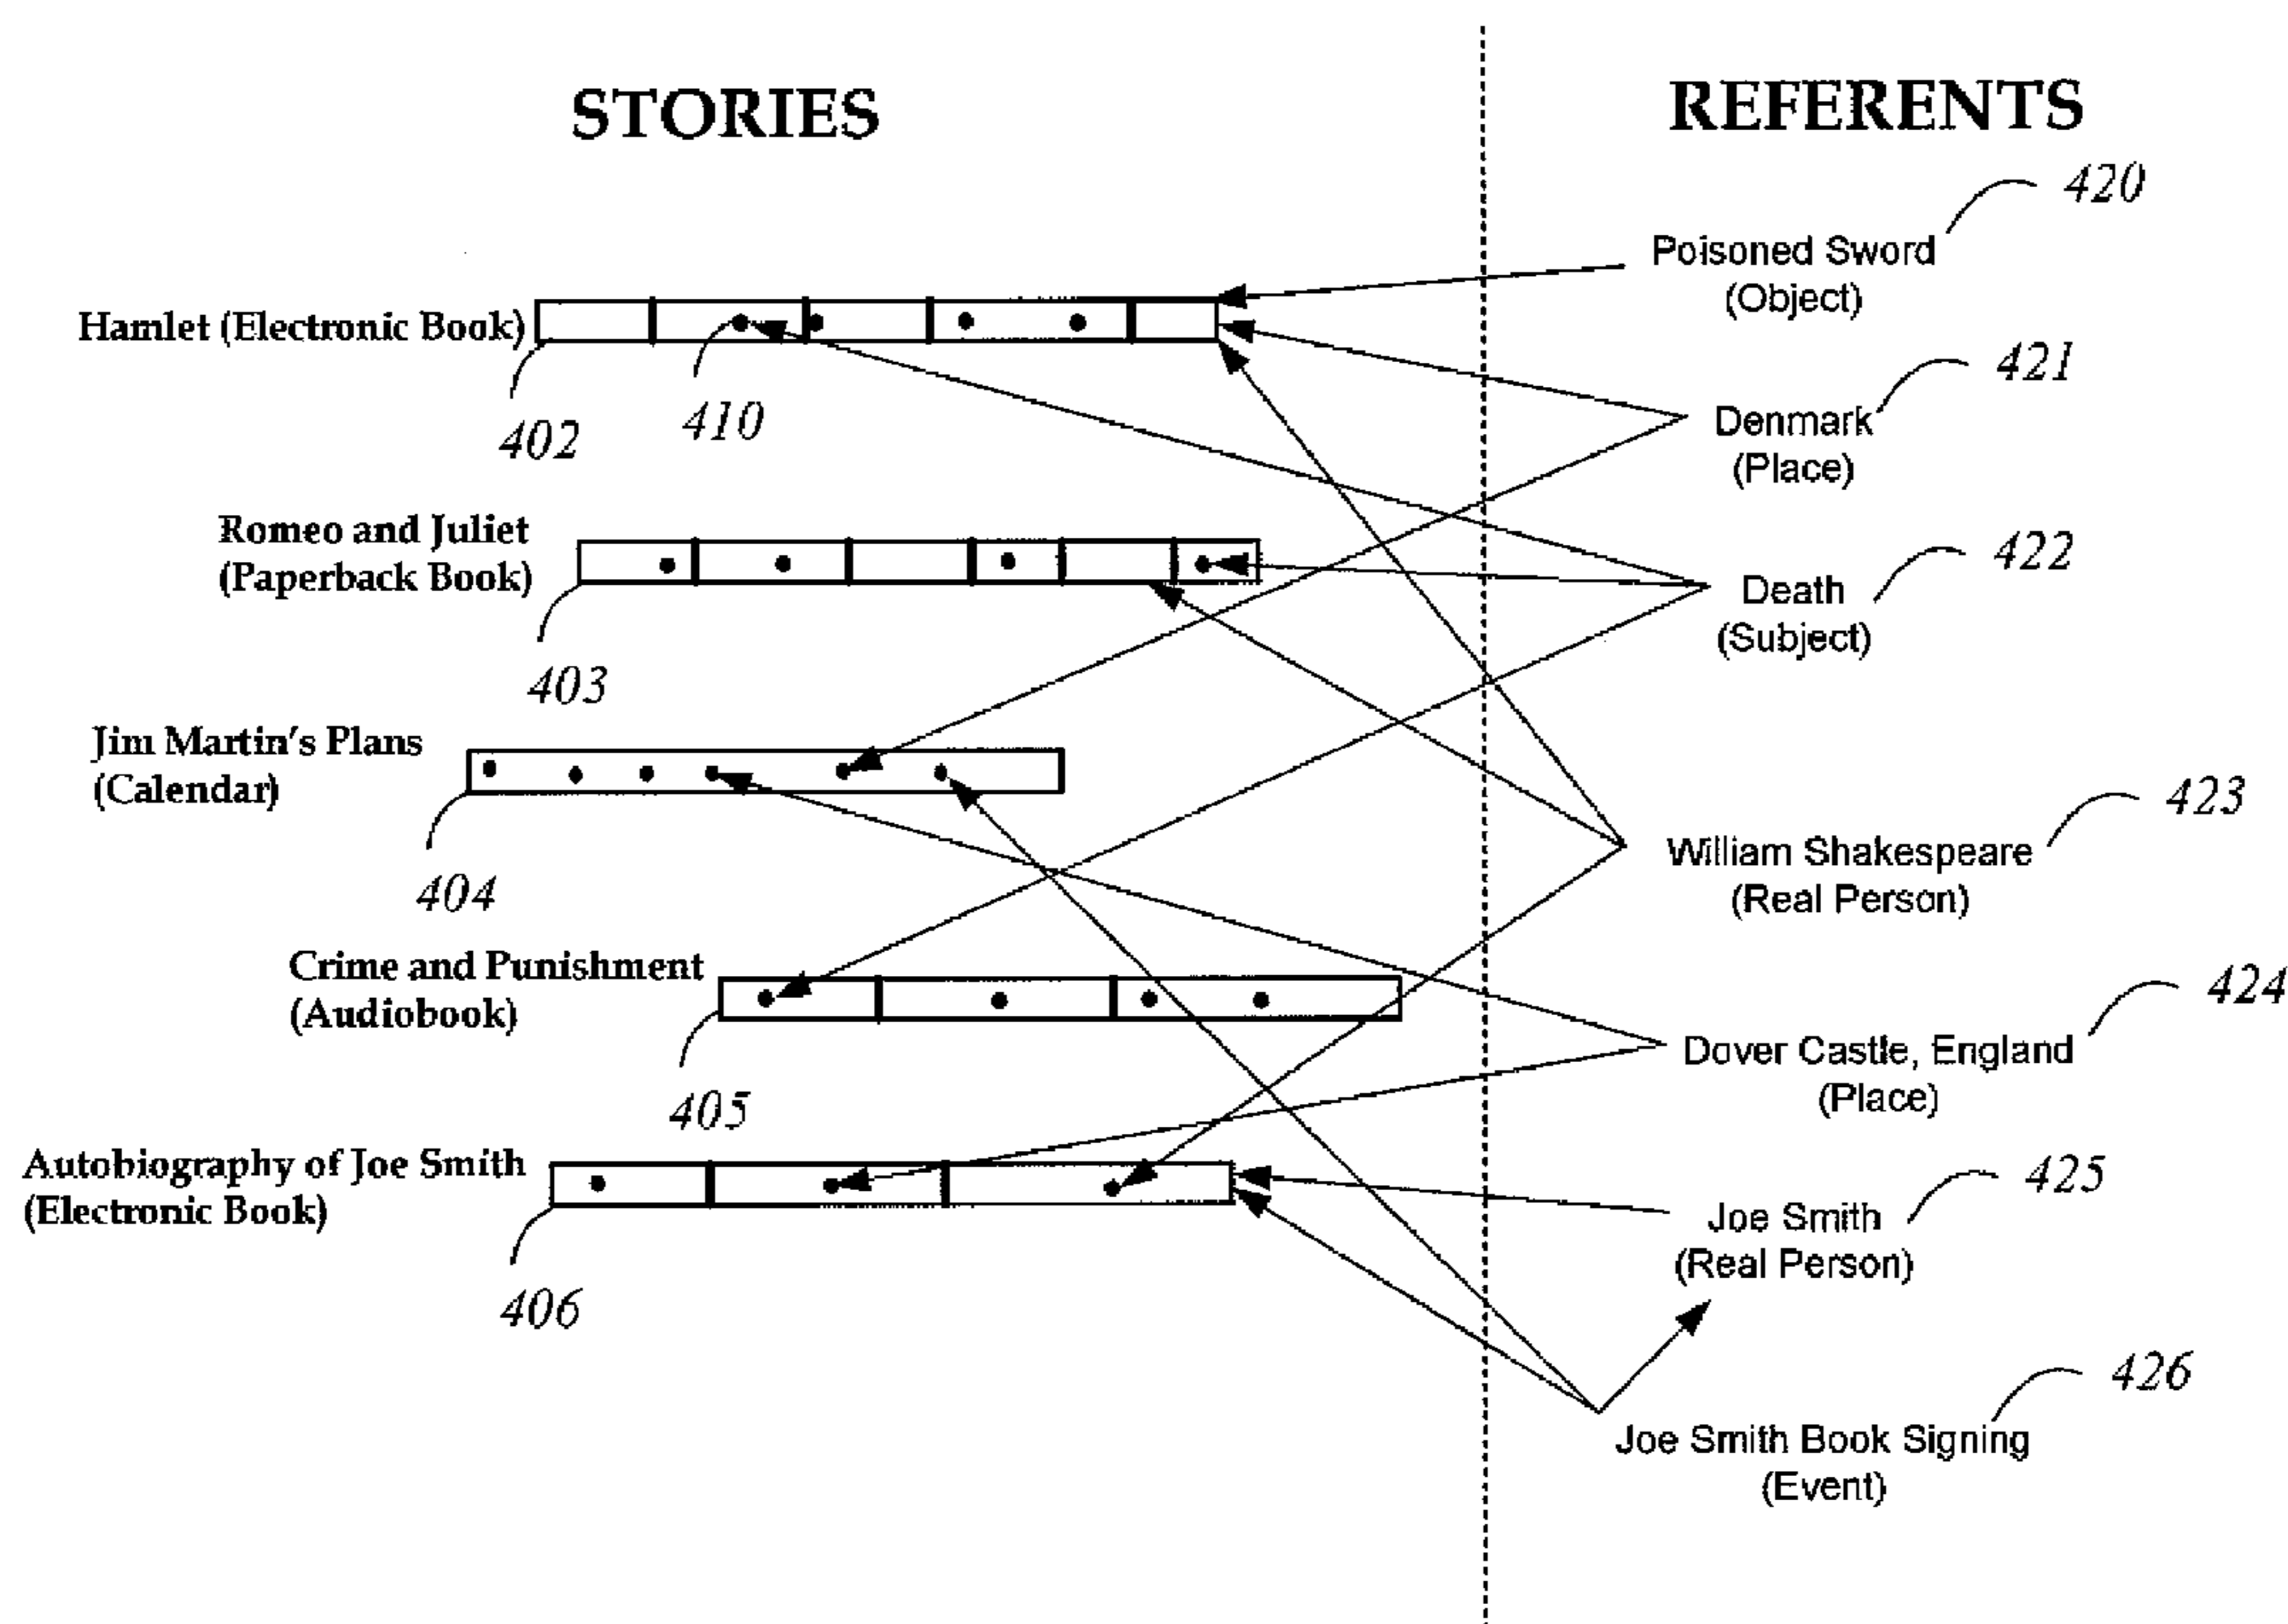 STORIES
REFERENTS
420
Poisoned Sword
(Object)
Hamlet (Electronic Book)
402
410
421
Denmark
(Place)
Romeo and Juliet
(Paperback Book)
403
422
Death
(Subject)
Jim Martin's Plans
(Calendar)
404
423
William Shakespeare
(Real Person)
Crime and Punishment
(Audiobook)
405
424
Dover Castle, England
(Place)
Autobiography of Joe Smith
(Electronic Book)
406
425
Joe Smith
(Real Person)
426
Joe Smith Book Signing
(Event)